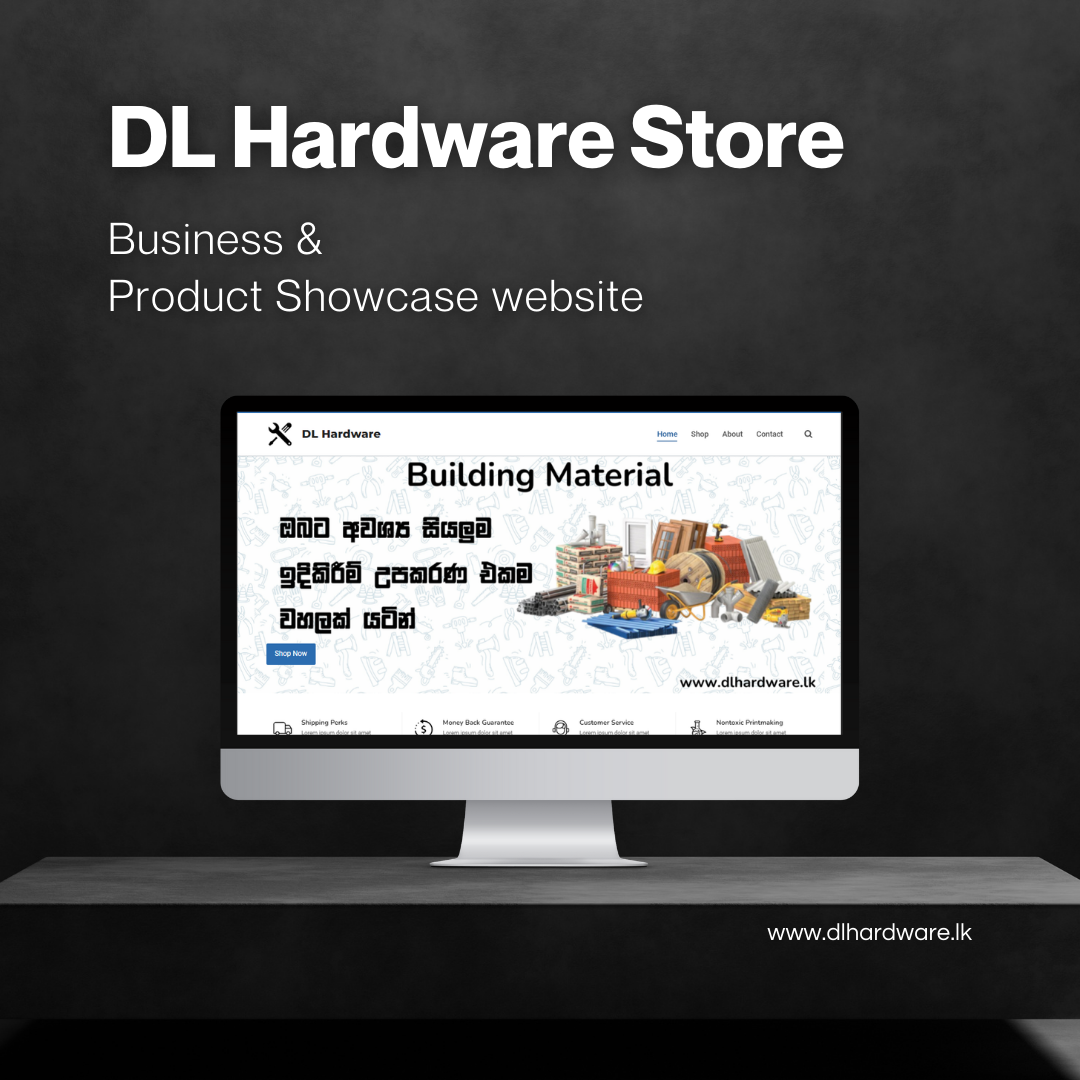 DL Hardware Store
Business &
Product Showcase website
DL Hardware
Home Shop About Contact
Building Material
ඔබට අවශ්‍ය සියලුම
ඉදිකිරීම් උපකරණ එකම
වහලක් යටින්
Shop Now
www.dlhardware.lk
Shipping Perks Money Back Guarantee Customer Service Nontoxic Printmaking
Lorem ipsum dolor sit amet Lorem ipsum dolor sit amet Lorem ipsum dolor sit amet Lorem ipsum dolor sit amet
www.dlhardware.lk